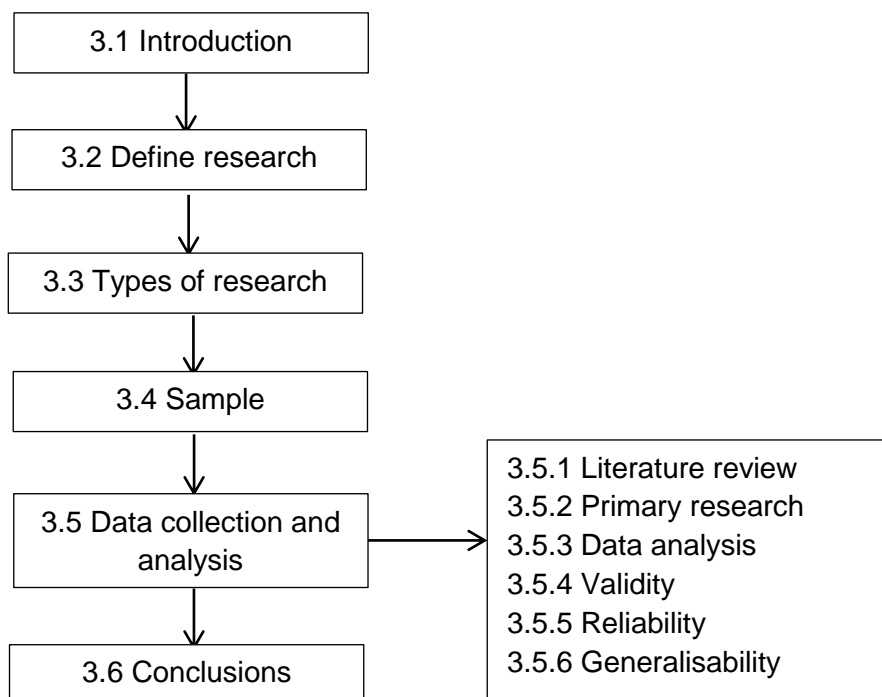 3.1 Introduction
3.2 Define research
3.3 Types of research
3.4 Sample
3.5 Data collection and
analysis
3.5.1 Literature review
3.5.2 Primary research
3.5.3 Data analysis
3.5.4 Validity
3.5.5 Reliability
3.5.6 Generalisability
3.6 Conclusions